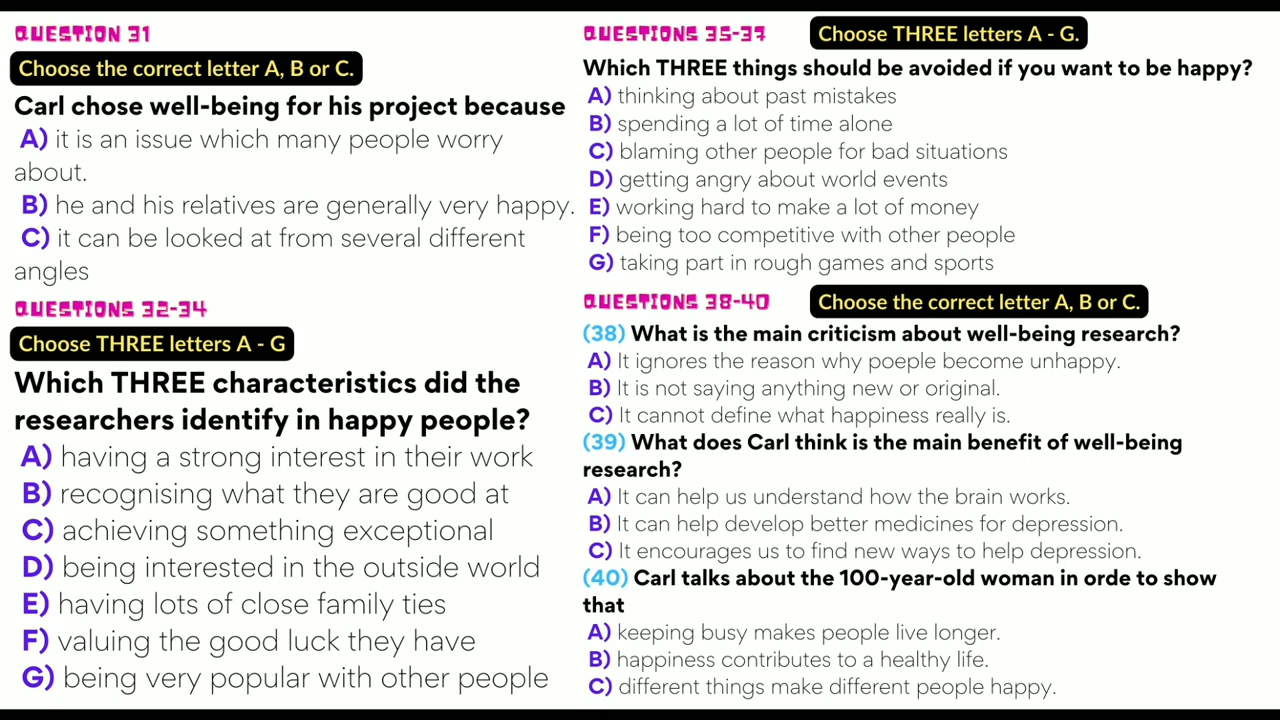 QUESTION 31
Choose the correct letter A, B or C.
Carl chose well-being for his project because
A) it is an issue which many people worry
about.
B) he and his relatives are generally very happy.
C) it can be looked at from several different
angles
QUESTIONS 32-34
Choose THREE letters A - G
Which THREE characteristics did the
researchers identify in happy people?
A) having a strong interest in their work
B) recognising what they are good at
C) achieving something exceptional
D) being interested in the outside world
E) having lots of close family ties
F) valuing the good luck they have
G) being very popular with other people
QUESTIONS 35-37
Choose THREE letters A - G.
Which THREE things should be avoided if you want to be happy?
A) thinking about past mistakes
B) spending a lot of time alone
C) blaming other people for bad situations
D) getting angry about world events
E) working hard to make a lot of money
F) being too competitive with other people
G) taking part in rough games and sports
QUESTIONS 38-40
Choose the correct letter A, B or C.
(38) What is the main criticism about well-being research?
A) It ignores the reason why poeple become unhappy.
B) It is not saying anything new or original.
C) It cannot define what happiness really is.
(39) What does Carl think is the main benefit of well-being
research?
A) It can help us understand how the brain works.
B) It can help develop better medicines for depression.
C) It encourages us to find new ways to help depression.
(40) Carl talks about the 100-year-old woman in orde to show
that
A) keeping busy makes people live longer.
B) happiness contributes to a healthy life.
C) different things make different people happy.